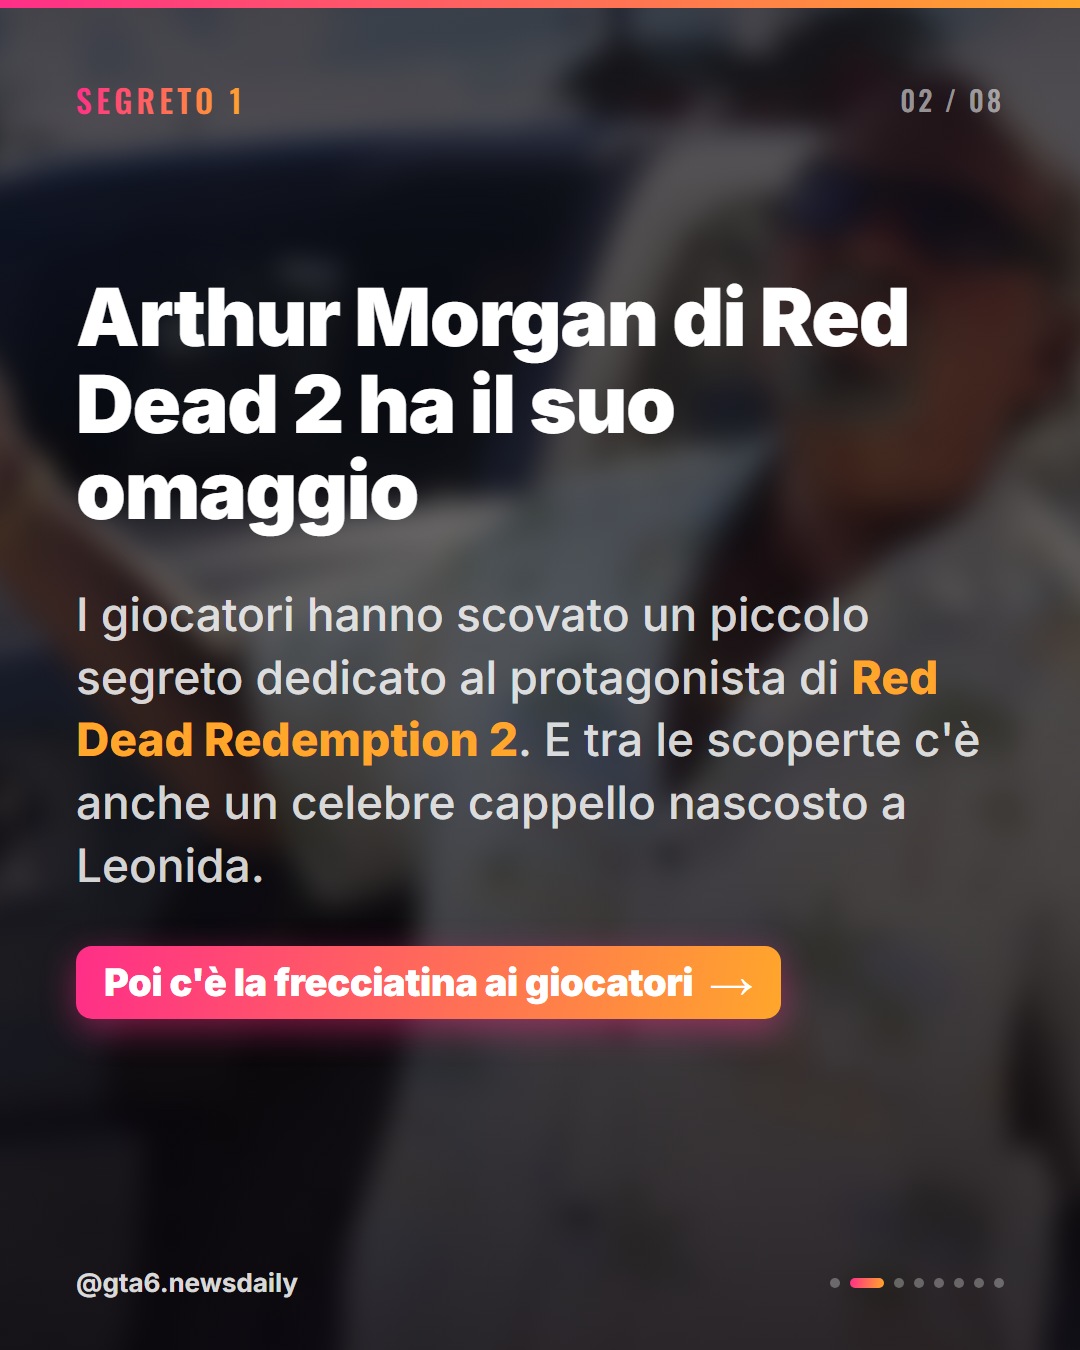 SEGRETO 1
02 / 08
Arthur Morgan di Red
Dead 2 ha il suo
omaggio
I giocatori hanno scovato un piccolo
segreto dedicato al protagonista di Red
Dead Redemption 2. E tra le scoperte c'è
anche un celebre cappello nascosto a
Leonida.
Poi c'è la frecciatina ai giocatori →
@gta6.newsdaily